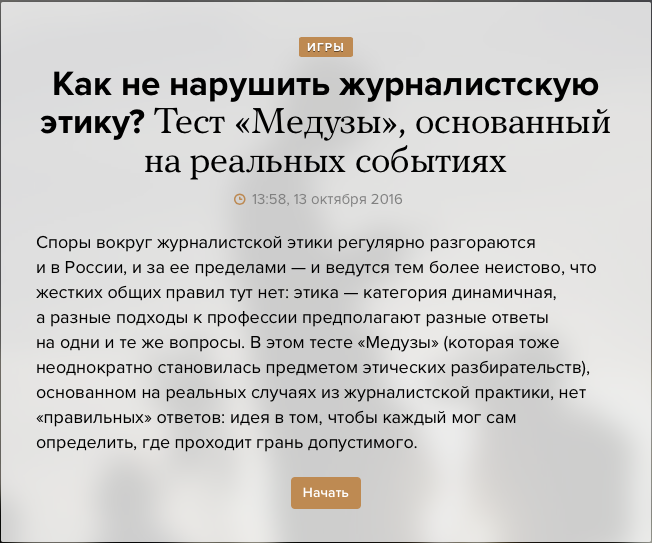 ИГРЫ
Как не нарушить журналистскую
этику? Тест «Медузы», основанный
на реальных событиях
13:58, 13 октября 2016
Споры вокруг журналистской этики регулярно разгораются
и в России, и за ее пределами — и ведутся тем более неистово, что
жестких общих правил тут нет: этика — категория динамичная,
а разные подходы к профессии предполагают разные ответы
на одни и те же вопросы. В этом тесте «Медузы» (которая тоже
неоднократно становилась предметом этических разбирательств),
основанном на реальных случаях из журналистской практики, нет
«правильных» ответов: идея в том, чтобы каждый мог сам
определить, где проходит грань допустимого.
Начать